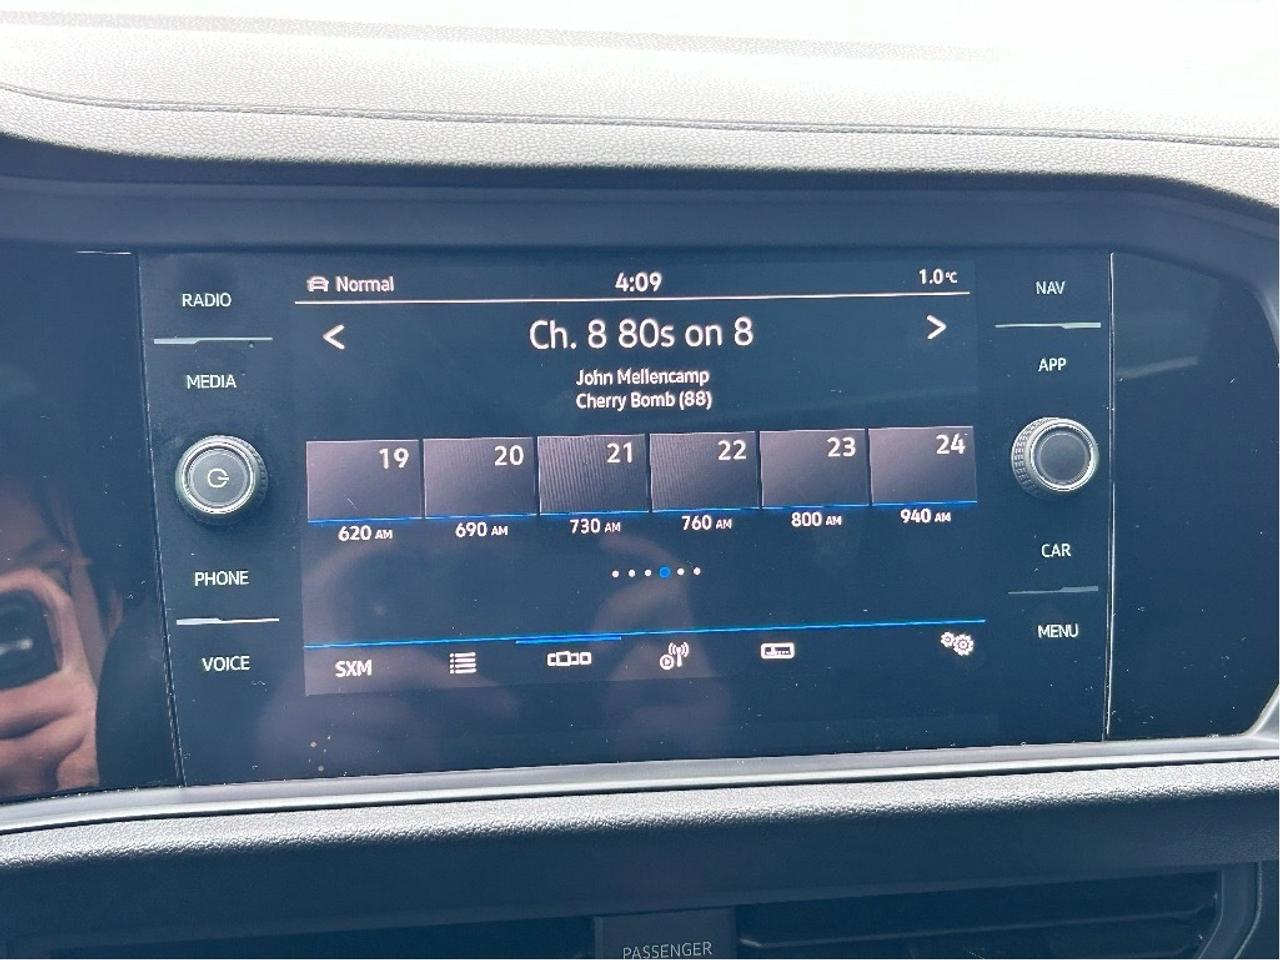 RADIO
MEDIA
PHONE
VOICE
Normal
4:09
1.0°C
<
Ch. 8 80s on 8
>
John Mellencamp
Cherry Bomb (88)
19 20 21 22 23 24
620 AM 690 AM 730 AM 760 AM 800 AM 940 AM
SXM
NAV
APP
CAR
MENU
PASSENGER